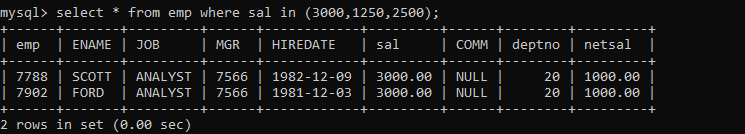 mysql> select * from emp where sal in (3000,1250,2500);
+------+-------+---------+------+------------+---------+------+--------+---------+
| emp  | ENAME | JOB     | MGR  | HIREDATE   | sal     | COMM | deptno | netsal  |
+------+-------+---------+------+------------+---------+------+--------+---------+
| 7788 | SCOTT | ANALYST | 7566 | 1982-12-09 | 3000.00 | NULL |     20 | 1000.00 |
| 7902 | FORD  | ANALYST | 7566 | 1981-12-03 | 3000.00 | NULL |     20 | 1000.00 |
+------+-------+---------+------+------------+---------+------+--------+---------+
2 rows in set (0.00 sec)